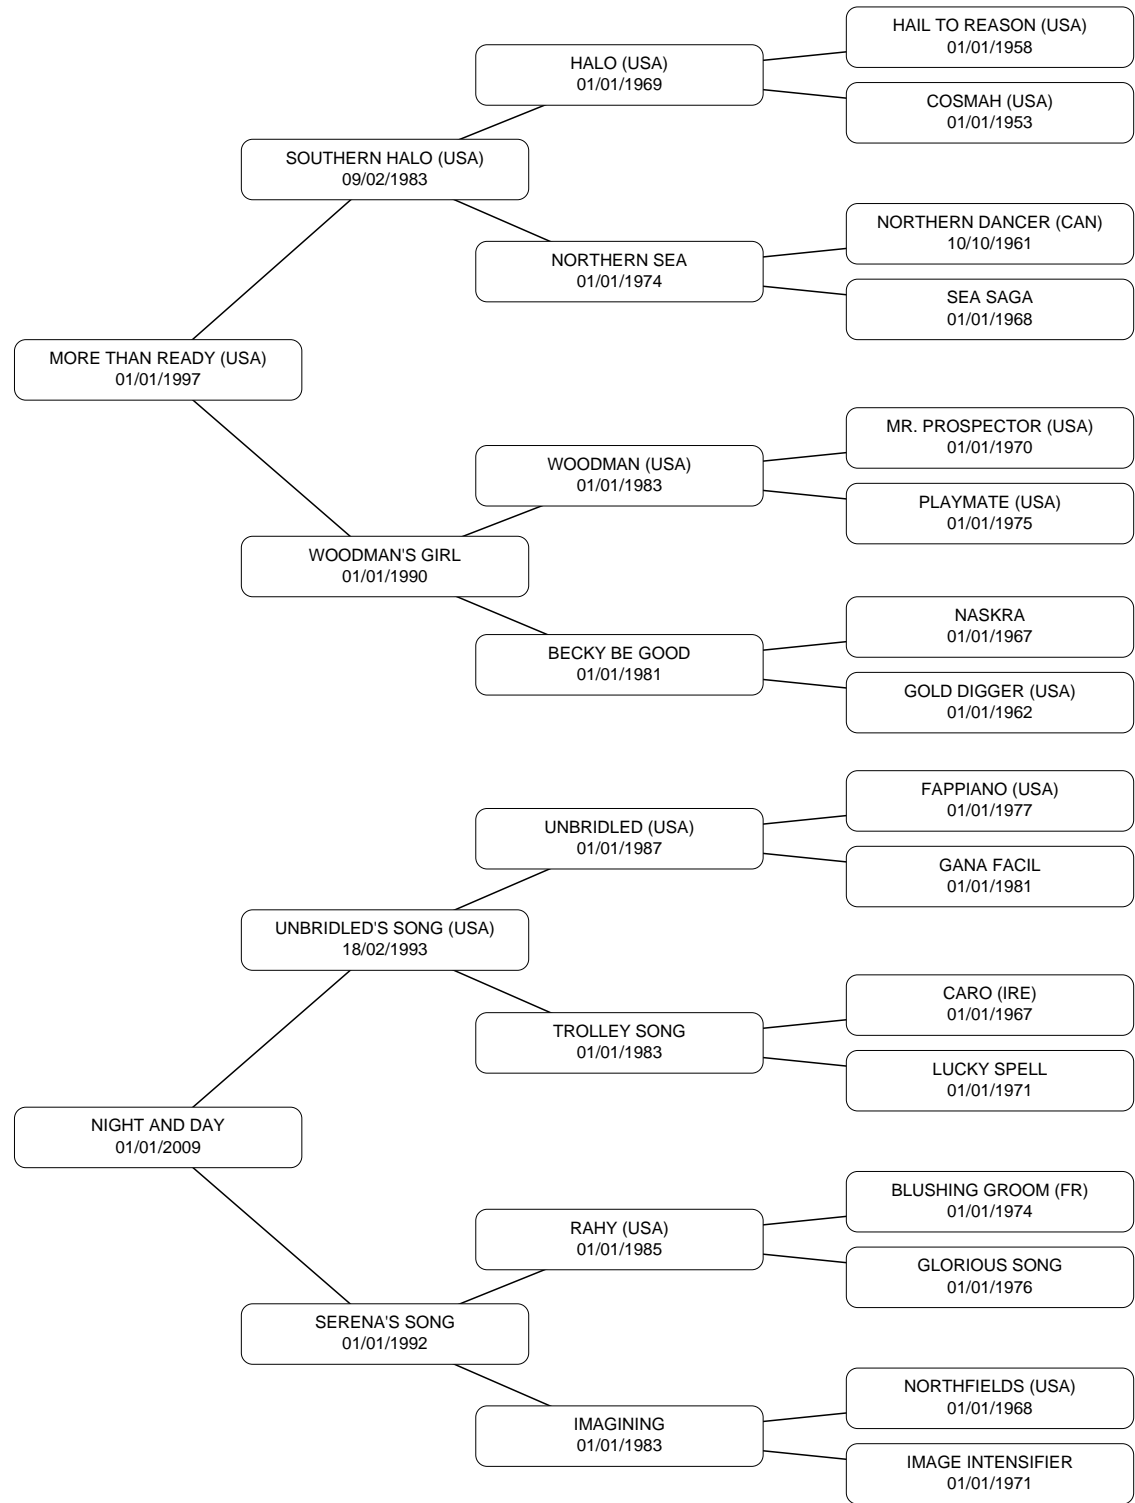 HAIL TO REASON (USA)
01/01/1958
HALO (USA)
01/01/1969
COSMAH (USA)
01/01/1953
SOUTHERN HALO (USA)
09/02/1983
NORTHERN DANCER (CAN)
10/10/1961
NORTHERN SEA
01/01/1974
SEA SAGA
01/01/1968
MORE THAN READY (USA)
01/01/1997
MR. PROSPECTOR (USA)
01/01/1970
WOODMAN (USA)
01/01/1983
PLAYMATE (USA)
01/01/1975
WOODMAN'S GIRL
01/01/1990
NASKRA
01/01/1967
BECKY BE GOOD
01/01/1981
GOLD DIGGER (USA)
01/01/1962
FAPPIANO (USA)
01/01/1977
UNBRIDLED (USA)
01/01/1987
GANA FACIL
01/01/1981
UNBRIDLED'S SONG (USA)
18/02/1993
CARO (IRE)
01/01/1967
TROLLEY SONG
01/01/1983
LUCKY SPELL
01/01/1971
NIGHT AND DAY
01/01/2009
BLUSHING GROOM (FR)
01/01/1974
RAHY (USA)
01/01/1985
GLORIOUS SONG
01/01/1976
SERENA'S SONG
01/01/1992
NORTHFIELDS (USA)
01/01/1968
IMAGINING
01/01/1983
IMAGE INTENSIFIER
01/01/1971